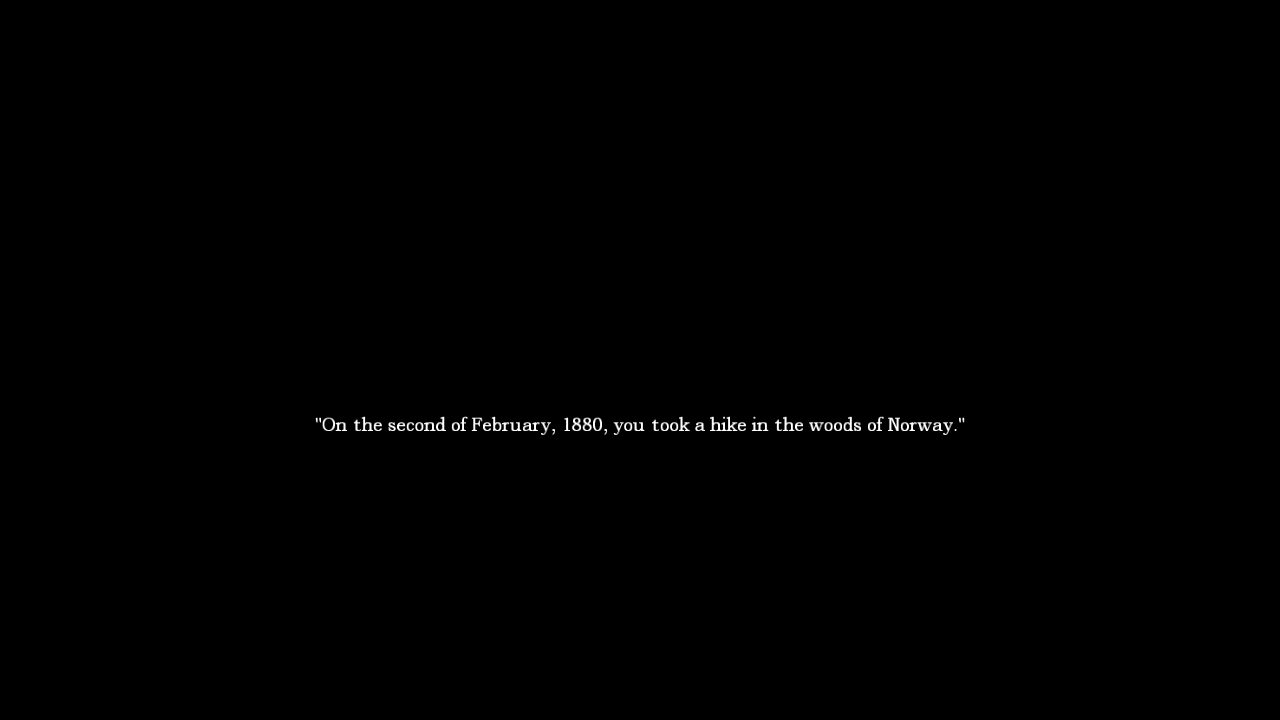 "On the second of February, 1880, you took a hike in the woods of Norway."